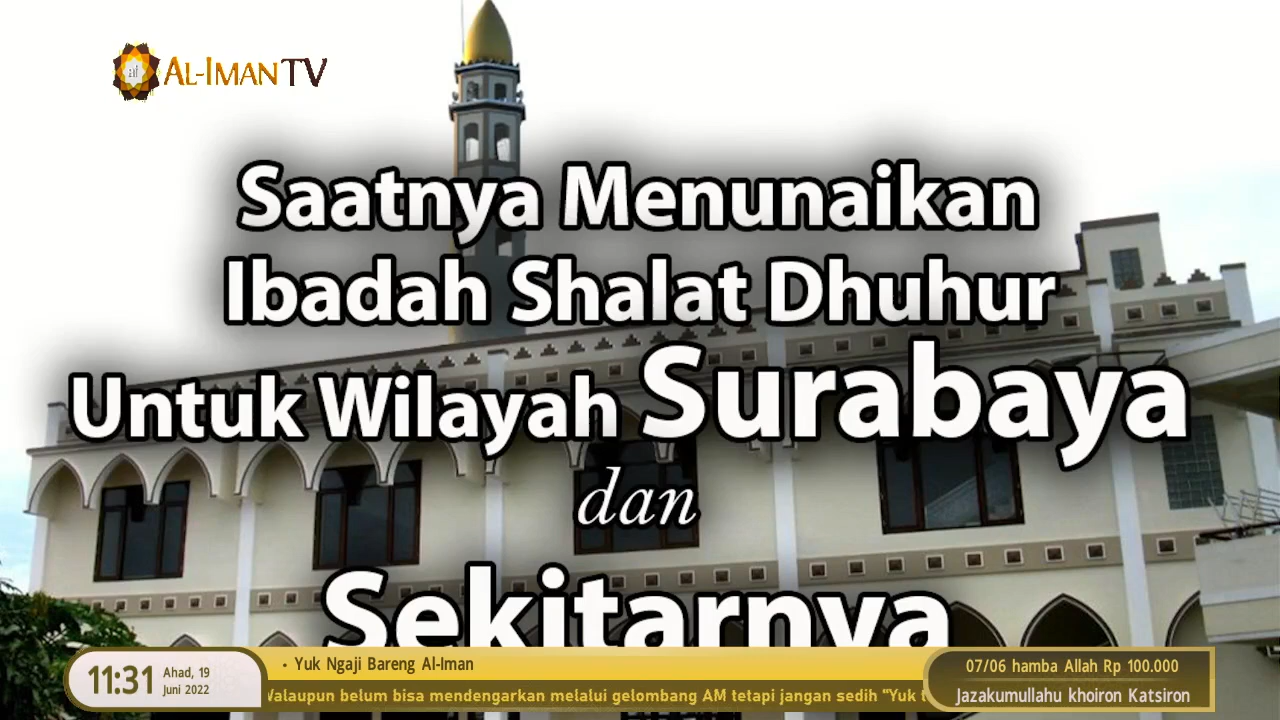 AL-IMAN TV
Saatnya Menunaikan
Ibadah Shalat Dhuhur
Untuk Wilayah Surabaya
dan
Sekitarnya
11:31
Ahad, 19
Juni 2022
• Yuk Ngaji Bareng Al-Iman
Walaupun belum bisa mendengarkan melalui gelombang AM tetapi jangan sedih "Yuk
07/06 hamba Allah Rp 100.000
Jazakumullahu khoiron Katsiron